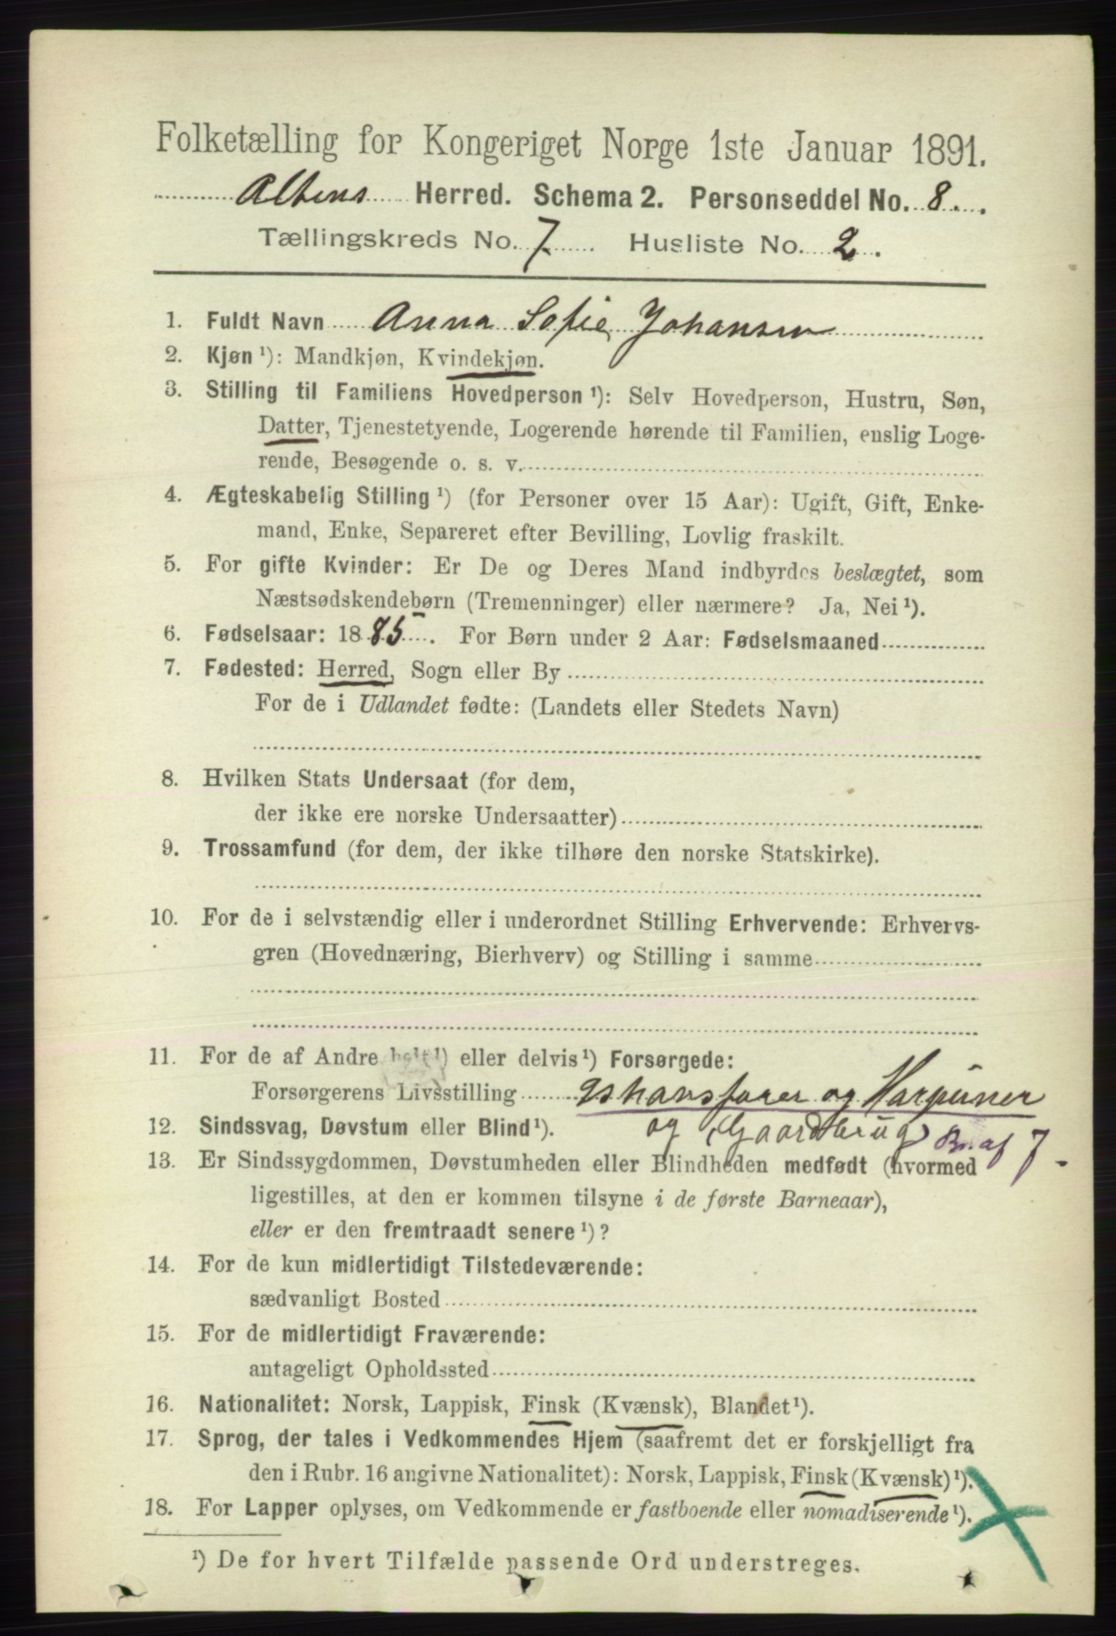 Folketælling for Kongeriget Norge 1ste Januar 1891.
Altens Herred. Schema 2. Personseddel No. 8.
Tællingskreds No. 7 Husliste No. 2.
1. Fuldt Navn Anna Sofie Johansen
2. Kjøn ¹): Mandkjøn, Kvindekjøn.
3. Stilling til Familiens Hovedperson ¹): Selv Hovedperson, Hustru, Søn,
Datter, Tjenestetyende, Logerende hørende til Familien, enslig Loge-
rende, Besøgende o. s. v.
4. Ægteskabelig Stilling ¹) (for Personer over 15 Aar): Ugift, Gift, Enke-
mand, Enke, Separeret efter Bevilling, Lovlig fraskilt.
5. For gifte Kvinder: Er De og Deres Mand indbyrdes beslægtet, som
Næstsødskendebørn (Tremenninger) eller nærmere? Ja, Nei ¹).
6. Fødselsaar: 1885. For Børn under 2 Aar: Fødselsmaaned
7. Fødested: Herred, Sogn eller By
For de i Udlandet fødte: (Landets eller Stedets Navn)
8. Hvilken Stats Undersaat (for dem,
der ikke ere norske Undersaatter)
9. Trossamfund (for dem, der ikke tilhøre den norske Statskirke).
10. For de i selvstændig eller i underordnet Stilling Erhvervende: Erhvervs-
gren (Hovednæring, Bierhverv) og Stilling i samme
11. For de af Andre helt ¹) eller delvis ¹) Forsørgede:
Forsørgerens Livsstilling Ishavsfarer og Harpuner
12. Sindssvag, Døvstum eller Blind ¹). og Gaardbrug af 7
13. Er Sindssygdommen, Døvstumheden eller Blindheden medfødt (hvormed
ligestilles, at den er kommen tilsyne i de første Barneaar),
eller er den fremtraadt senere ¹)?
14. For de kun midlertidigt Tilstedeværende:
sædvanligt Bosted
15. For de midlertidigt Fraværende:
antageligt Opholdssted
16. Nationalitet: Norsk, Lappisk, Finsk (Kvænsk), Blandet ¹).
17. Sprog, der tales i Vedkommendes Hjem (saafremt det er forskjelligt fra
den i Rubr. 16 angivne Nationalitet): Norsk, Lappisk, Finsk (Kvænsk) ¹).
18. For Lapper oplyses, om Vedkommende er fastboende eller nomadiserende ¹).
¹) De for hvert Tilfælde passende Ord understreges.